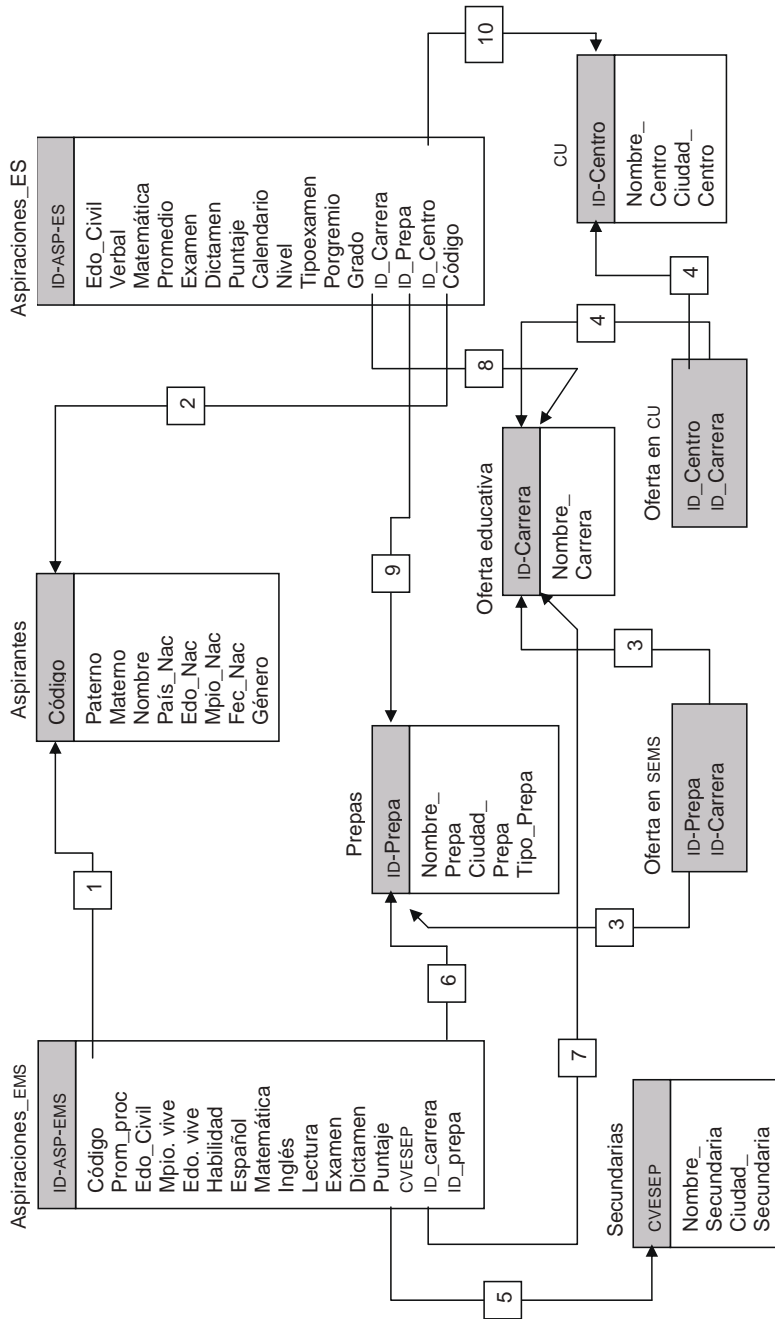 Aspiraciones_EMS
ID-ASP-EMS
Código
Prom_proc
Edo_Civil
Mpio. vive
Edo. vive
Habilidad
Español
Matemática
Inglés
Lectura
Examen
Dictamen
Puntaje
CVESEP
ID_carrera
ID_prepa
1
Aspirantes
Código
Paterno
Materno
Nombre
País_Nac
Edo_Nac
Mpio_Nac
Fec_Nac
Género
2
Aspiraciones_ES
ID-ASP-ES
Edo_Civil
Verbal
Matemática
Promedio
Examen
Dictamen
Puntaje
Calendario
Nivel
Tipoexamen
Porgremio
Grado
ID_Carrera
ID_Prepa
ID_Centro
Código
6
Prepas
ID-Prepa
Nombre_
Prepa
Ciudad_
Prepa
Tipo_Prepa
9
8
10
5
7
3
Oferta educativa
ID-Carrera
Nombre_
Carrera
4
4
CU
ID-Centro
Nombre_
Centro
Ciudad_
Centro
Secundarias
CVESEP
Nombre_
Secundaria
Ciudad_
Secundaria
3
Oferta en SEMS
ID-Prepa
ID-Carrera
Oferta en CU
ID_Centro
ID_Carrera